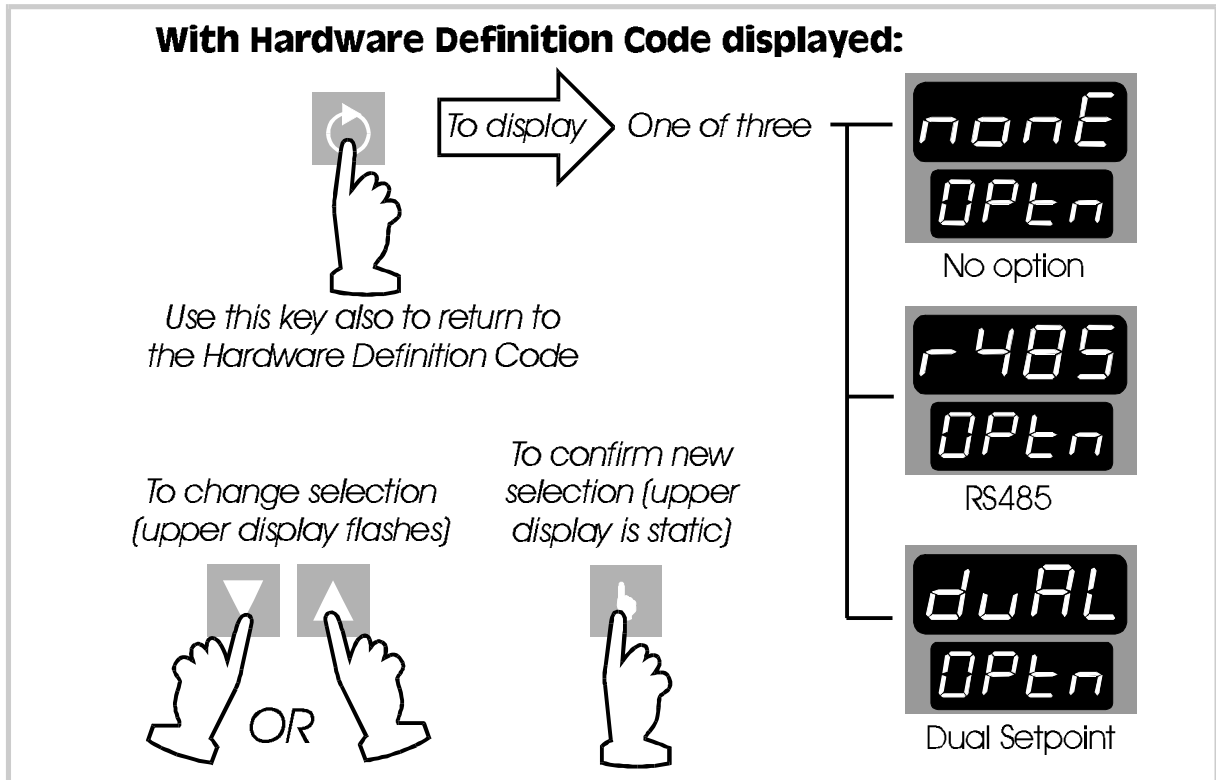 With Hardware Definition Code displayed:
To display
One of three
nonE
OPtn
No option
Use this key also to return to
the Hardware Definition Code
r485
OPtn
RS485
To change selection
(upper display flashes)
To confirm new
selection (upper
display is static)
OR
duAL
OPtn
Dual Setpoint